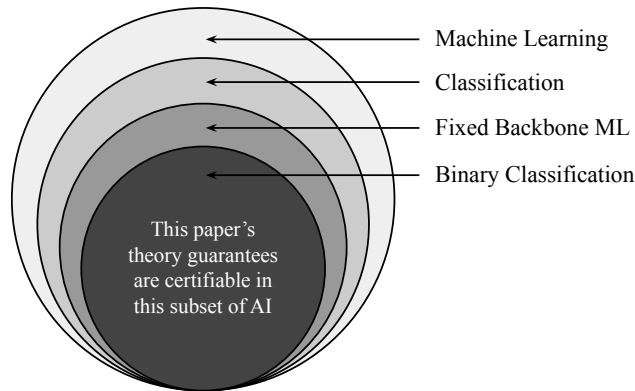 Machine Learning
Classification
Fixed Backbone ML
Binary Classification
This paper’s
theory guarantees
are certifiable in
this subset of AI